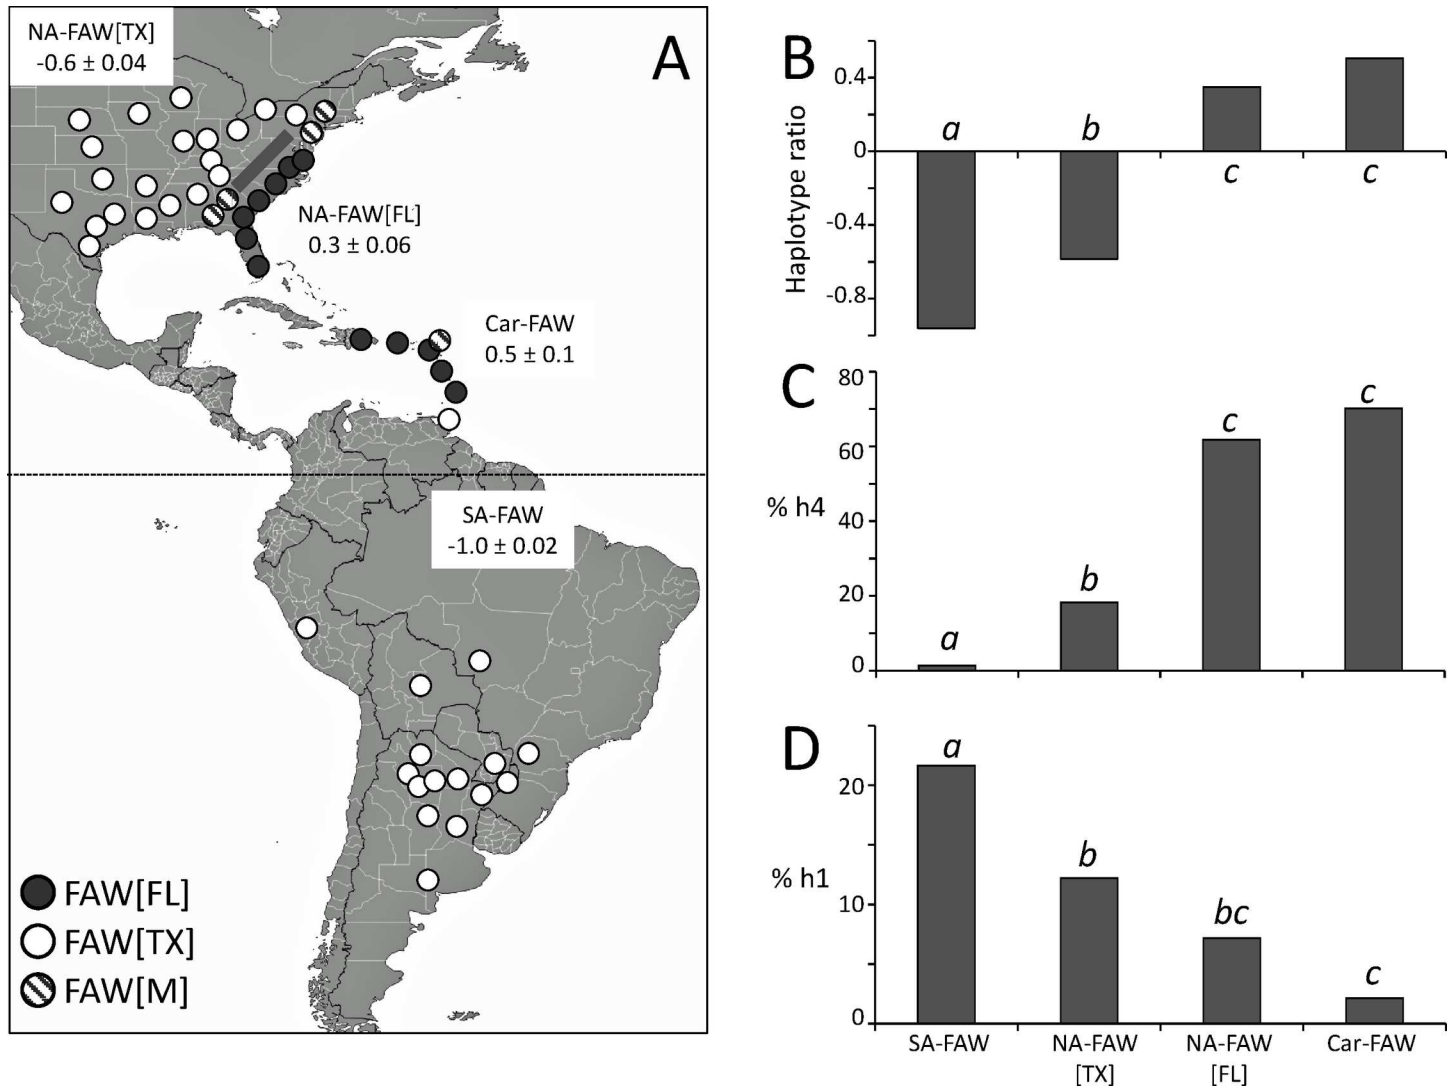 NA-FAW[TX]
-0.6 ± 0.04
A
NA-FAW[FL]
0.3 ± 0.06
Car-FAW
0.5 ± 0.1
SA-FAW
-1.0 ± 0.02
FAW[FL]
FAW[TX]
FAW[M]
B
Haplotype ratio
0.4
0
-0.4
-0.8
a
b
c
c
C
% h4
80
60
40
20
0
a
b
c
c
D
% h1
20
10
0
a
b
bc
c
SA-FAW
NA-FAW
[TX]
NA-FAW
[FL]
Car-FAW